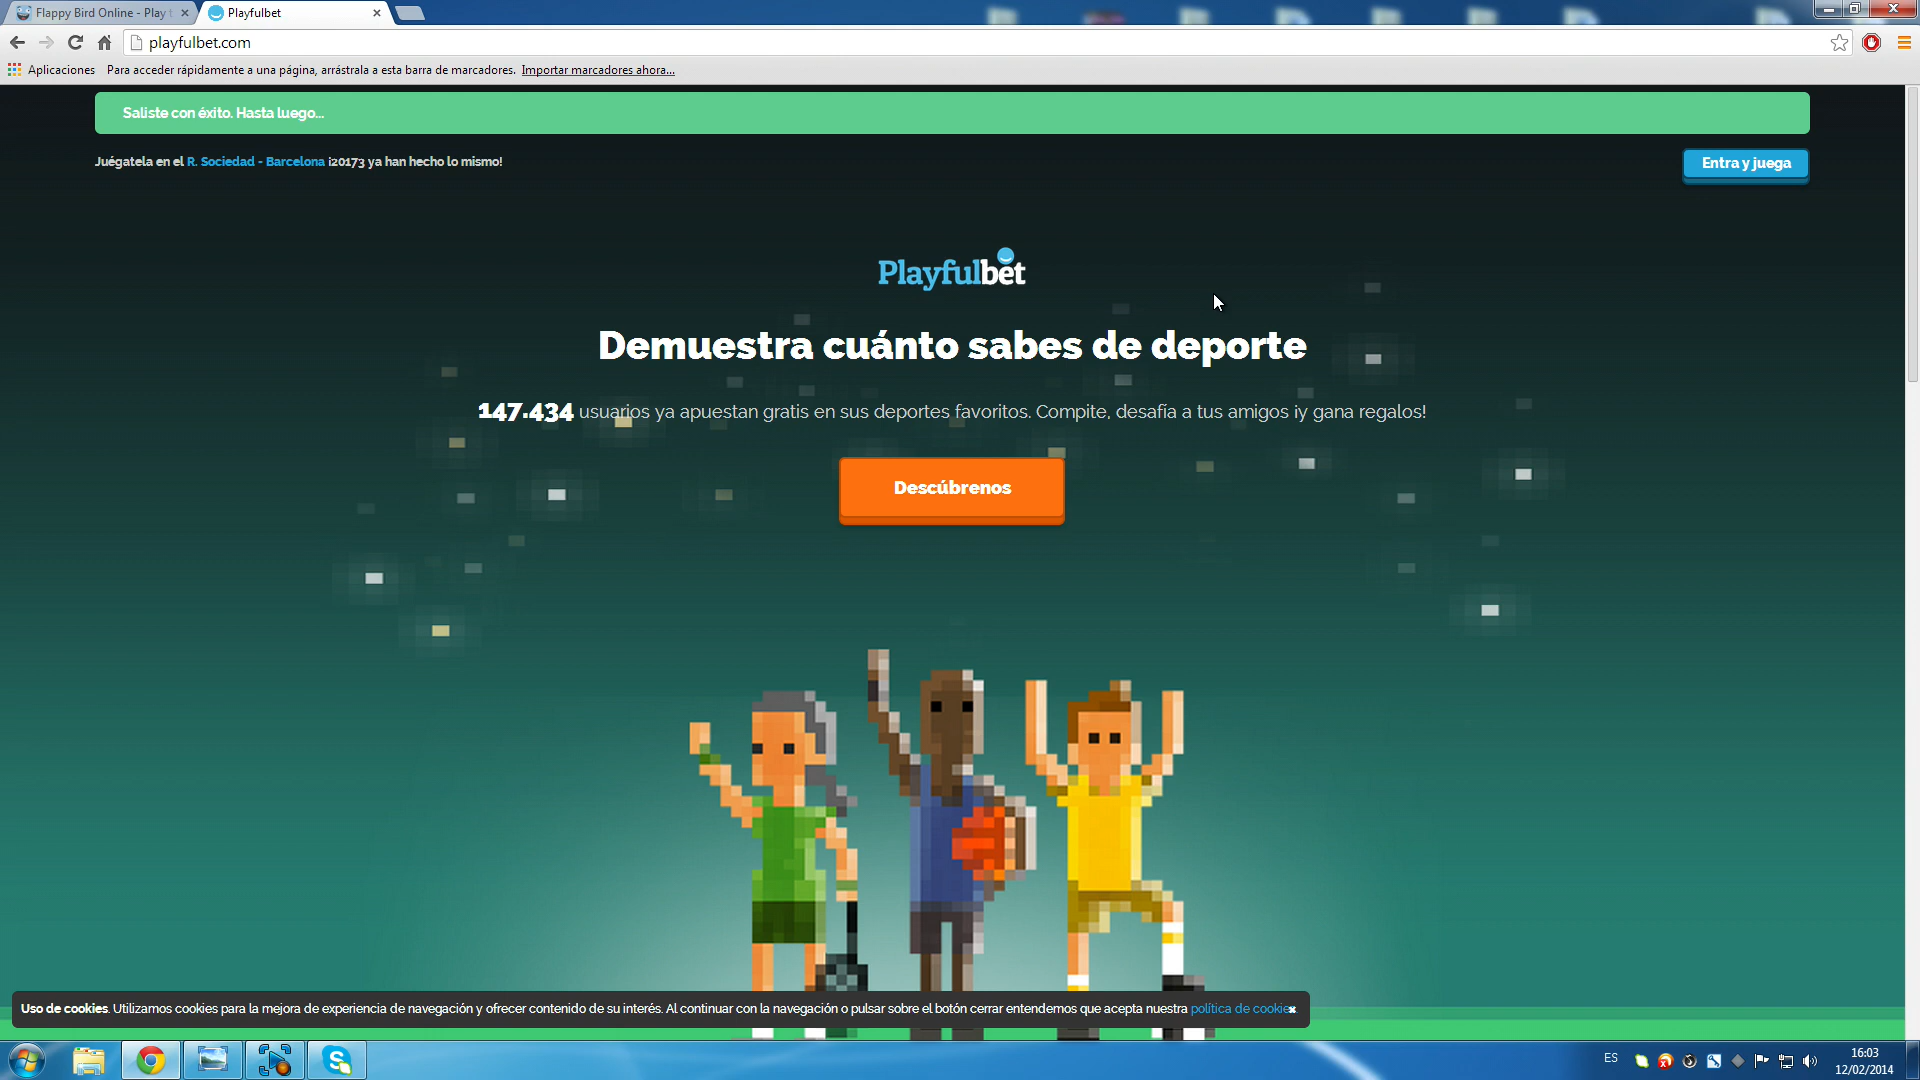 Flappy Bird Online - Play t
Playfulbet
playfulbet.com
Aplicaciones
Para acceder rápidamente a una página, arrástrala a esta barra de marcadores. Importar marcadores ahora...
Saliste con éxito. Hasta luego...
Juégatela en el R. Sociedad - Barcelona ¡20173 ya han hecho lo mismo!
Entra y juega
Playfulbet
Demuestra cuánto sabes de deporte
147.434 usuarios ya apuestan gratis en sus deportes favoritos. Compite, desafía a tus amigos ¡y gana regalos!
Descúbrenos
Uso de cookies. Utilizamos cookies para la mejora de experiencia de navegación y ofrecer contenido de su interés. Al continuar con la navegación o pulsar sobre el botón cerrar entendemos que acepta nuestra política de cookie
ES
16:03
12/02/2014